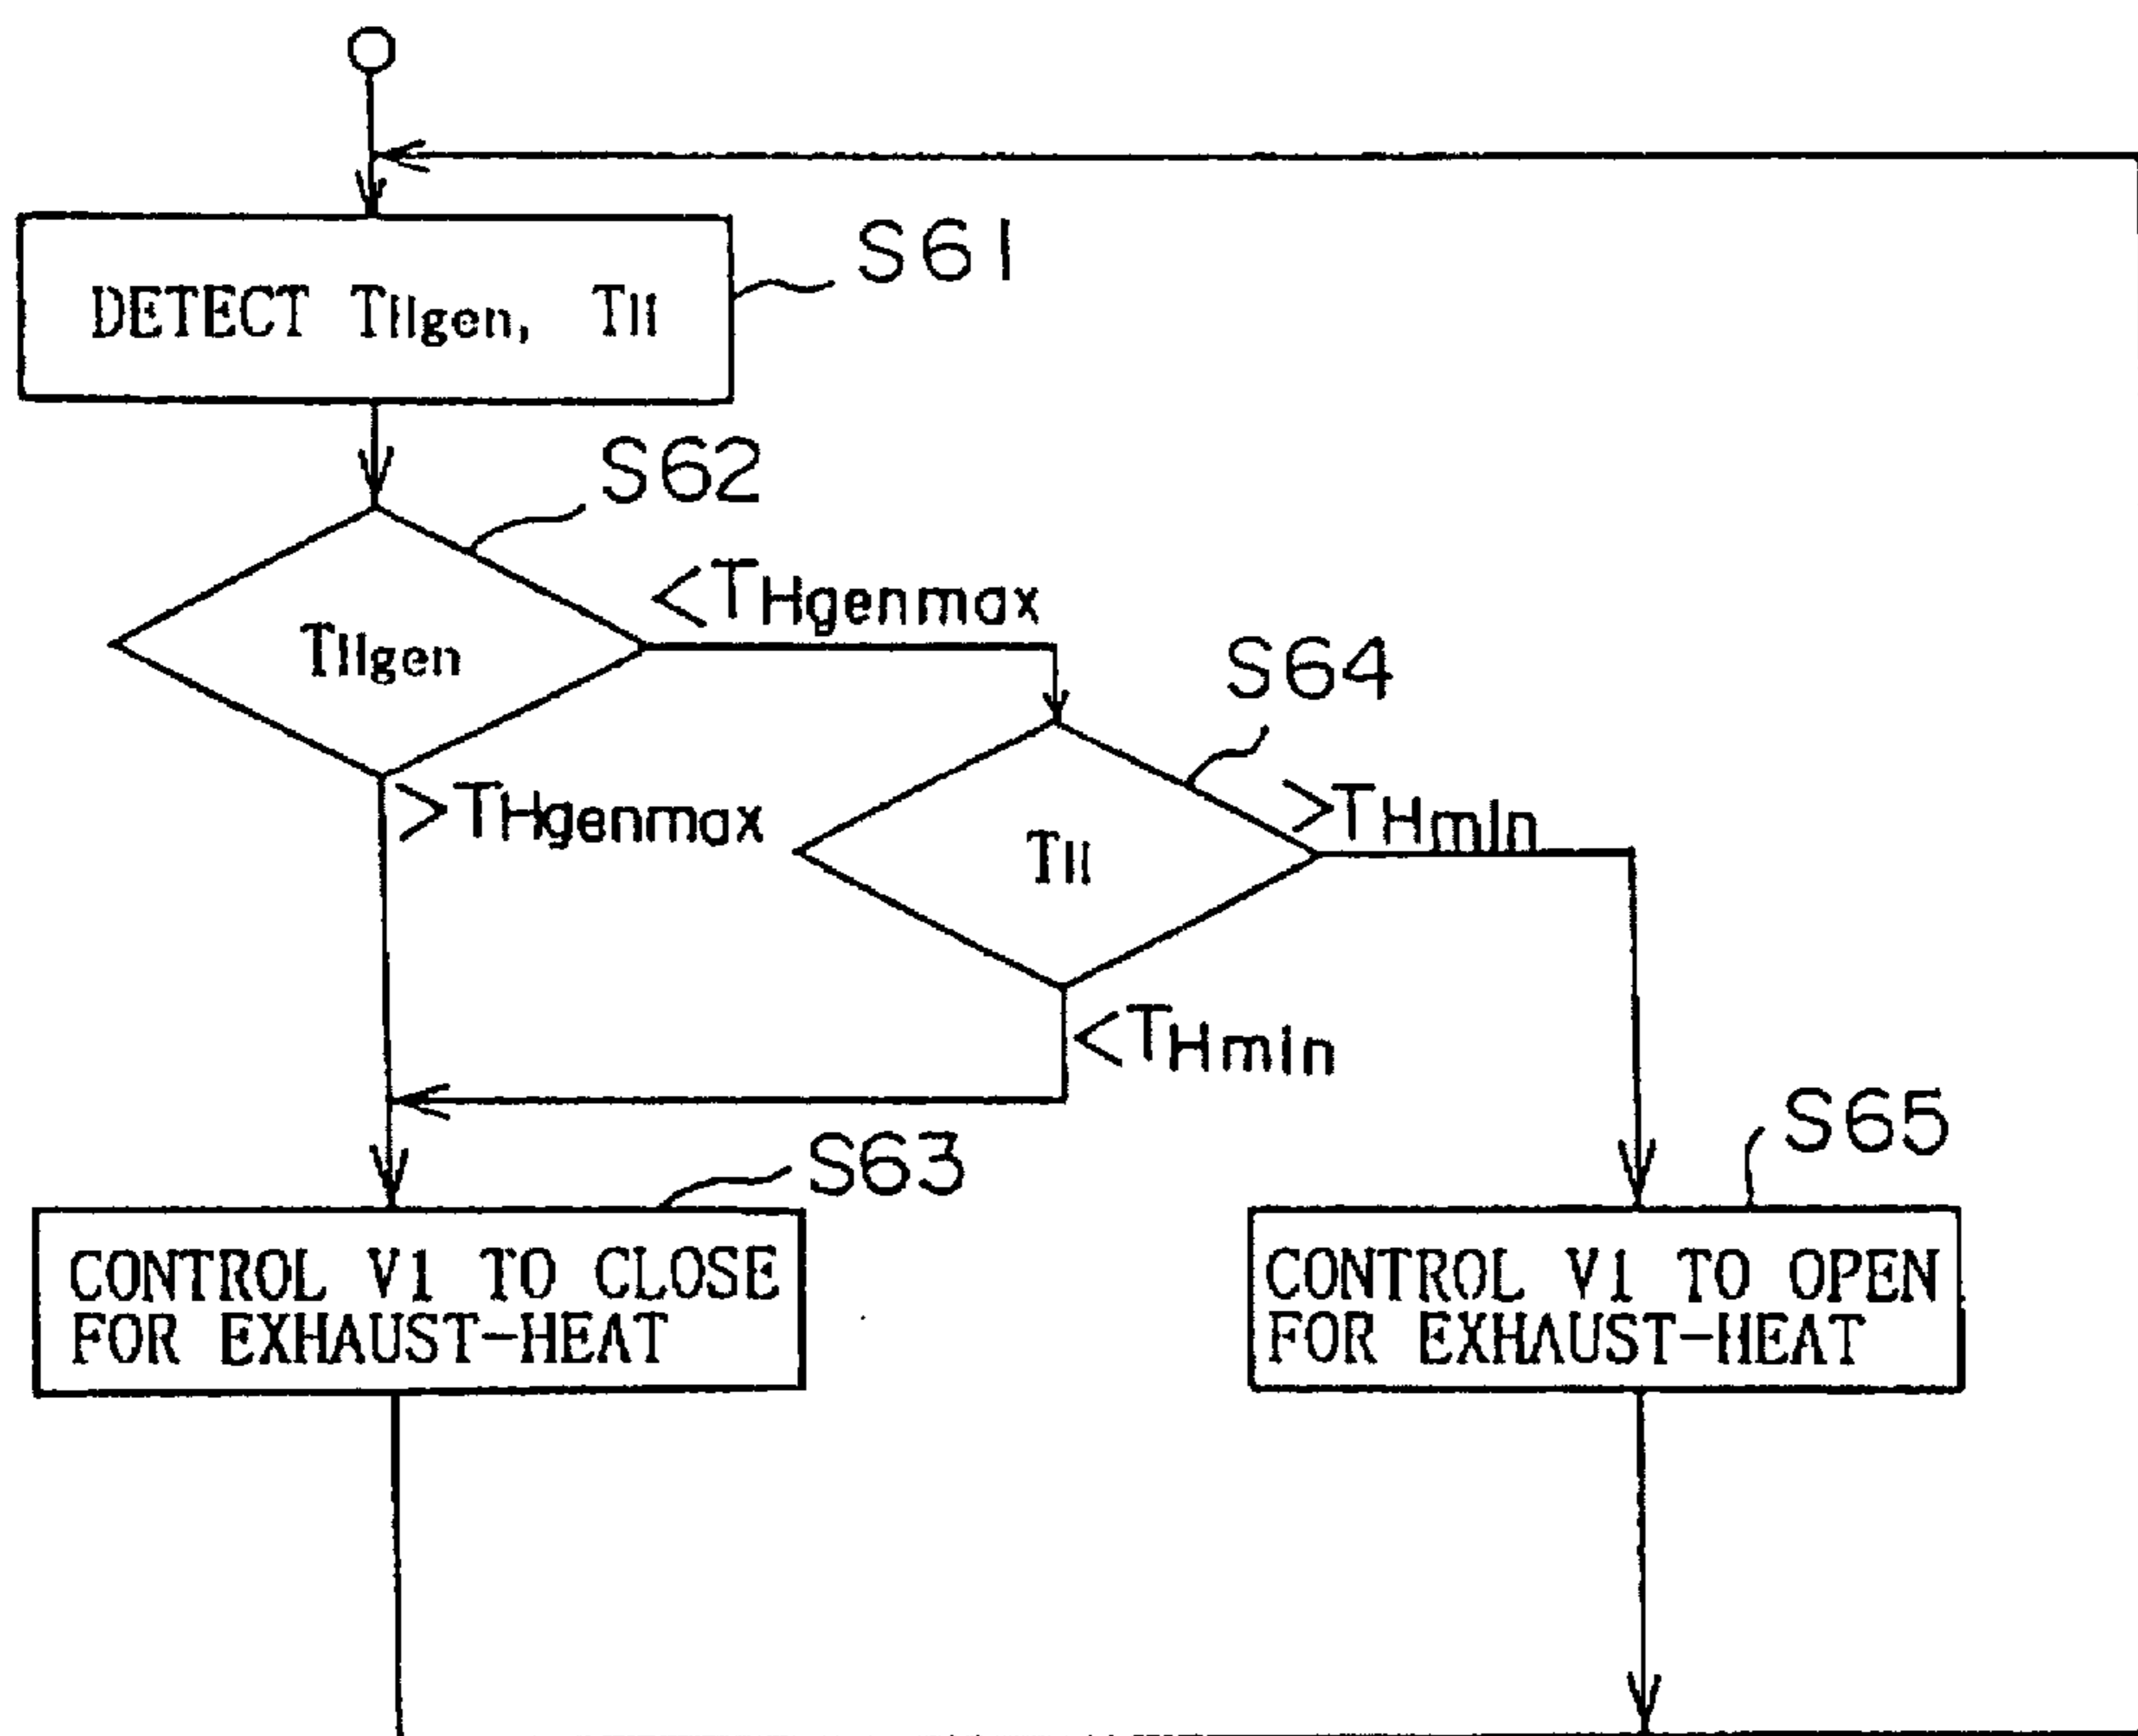 S61
DETECT THgen, TH
S62
<THgenmax
THgen
S64
>THgenmax
>THmin
TH
<THmin
S63
S65
CONTROL V1 TO CLOSE
FOR EXHAUST-HEAT
CONTROL V1 TO OPEN
FOR EXHAUST-HEAT